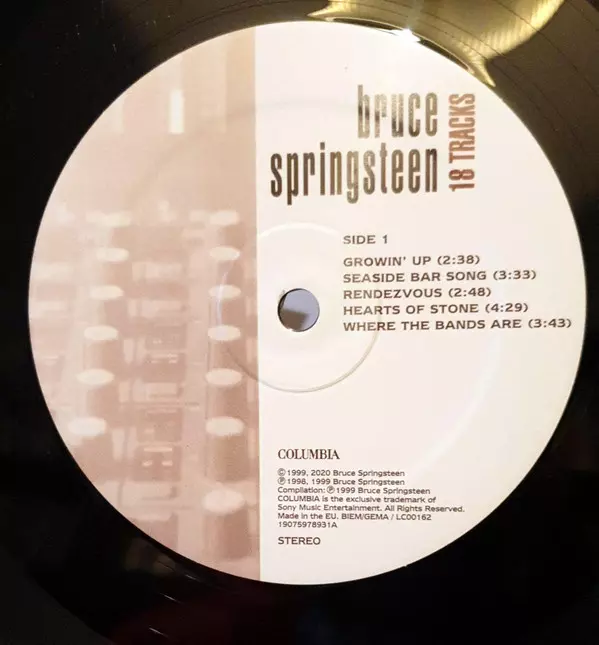 bruce
springsteen
18 TRACKS
SIDE 1
GROWIN' UP (2:38)
SEASIDE BAR SONG (3:33)
RENDEZVOUS (2:48)
HEARTS OF STONE (4:29)
WHERE THE BANDS ARE (3:43)
COLUMBIA
© 1999, 2020 Bruce Springsteen
℗ 1998, 1999 Bruce Springsteen
Compilation: ℗ 1999 Bruce Springsteen
COLUMBIA is the exclusive trademark of
Sony Music Entertainment. All Rights Reserved.
Made in the EU. BIEM/GEMA / LC00162
19075978931A
STEREO